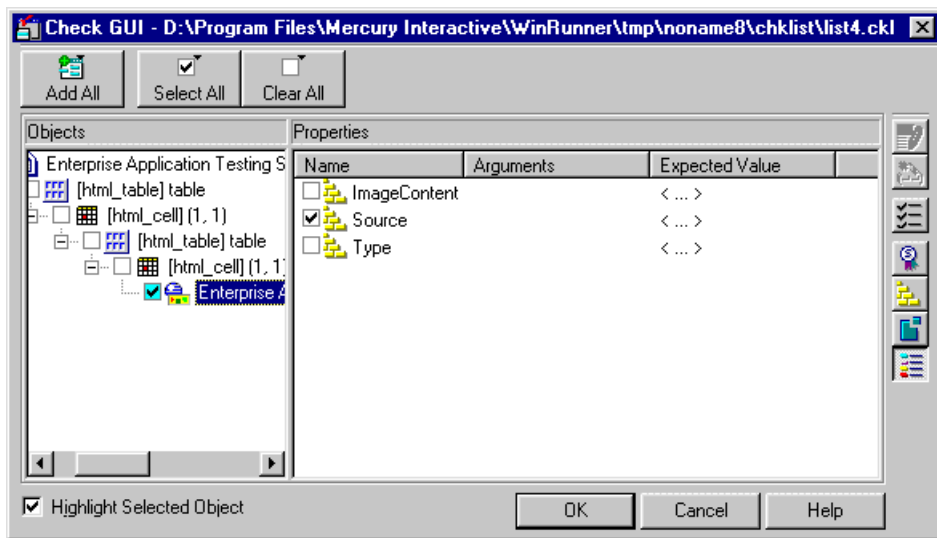 Check GUI - D:\Program Files\Mercury Interactive\WinRunner\tmp\noname8\chklist\list4.ckl
Add All Select All Clear All
Objects Properties
Enterprise Application Testing S Name Arguments Expected Value
[html_table] table ImageContent < ... >
[html_cell] (1, 1) Source < ... >
[html_table] table Type < ... >
[html_cell] (1, 1)
Enterprise A
Highlight Selected Object OK Cancel Help